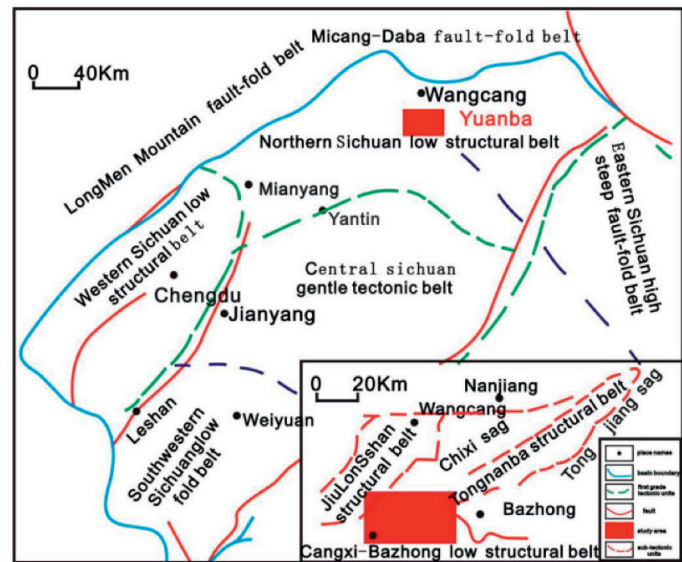 Micang-Daba fault-fold belt
0 40Km
LongMen Mountain fault-fold belt
Wangcang
Yuanba
Northern Sichuan low structural belt
Eastern Sichuan high
steep fault-fold belt
Mianyang
Yantin
Western Sichuan low
structural belt
Central sichuan
gentle tectonic belt
Chengdu
Jianyang
Leshan
Weiyuan
Southwestern
Sichuanglow
fold belt
0 20Km
Nanjiang
Wangcang
JiuLonSshan
structural belt
Chixi sag
Tongnanba structural belt
Tong jiang sag
Bazhong
Cangxi-Bazhong low structural belt
place names
basin boundary
first grade
tectonic units
fault
study area
sub-tectonic units